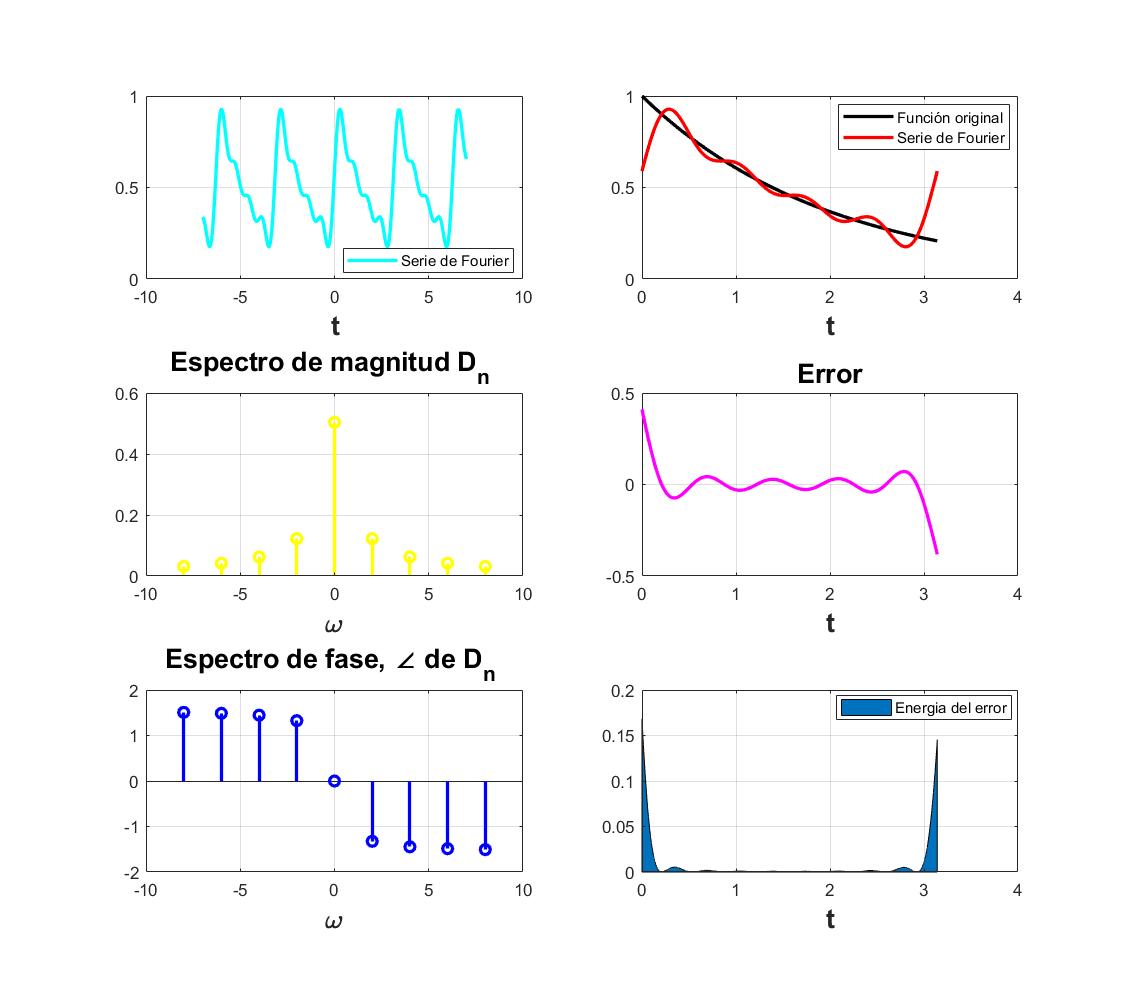 1
0.5
0
-10 -5 0 5 10
t
Serie de Fourier
1
0.5
0
0 1 2 3 4
t
Función original
Serie de Fourier
Espectro de magnitud Dn
0.6
0.4
0.2
0
-10 -5 0 5 10
ω
Error
0.5
0
-0.5
0 1 2 3 4
t
Espectro de fase, ∠ de Dn
2
1
0
-1
-2
-10 -5 0 5 10
ω
0.2
0.15
0.1
0.05
0
0 1 2 3 4
t
Energia del error